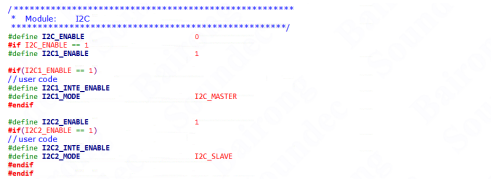 /**************************************************
* Module: I2C
**************************************************/
#define I2C_ENABLE 0
#if I2C_ENABLE == 1
#define I2C1_ENABLE 1
#if(I2C1_ENABLE == 1)
//user code
#define I2C1_INTE_ENABLE
#define I2C1_MODE I2C_MASTER
#endif
#define I2C2_ENABLE 1
#if(I2C2_ENABLE == 1)
//user code
#define I2C2_INTE_ENABLE
#define I2C2_MODE I2C_SLAVE
#endif
#endif